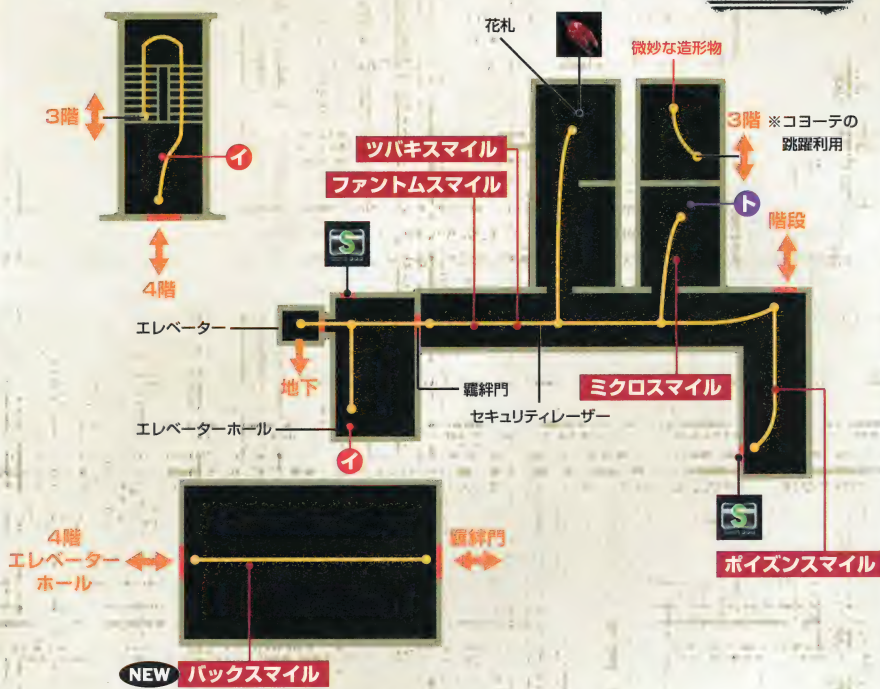 花札
微妙な造形物
3階
イ
ツバキスマイル
ファントムスマイル
3階
※コヨーテの
跳躍利用
ト
階段
S
4階
エレベーター
地下
羈絆門
ミクロスマイル
セキュリティレーザー
エレベーターホール
イ
S
4階
エレベーター
ホール
羈絆門
ポイズンスマイル
NEW バックスマイル